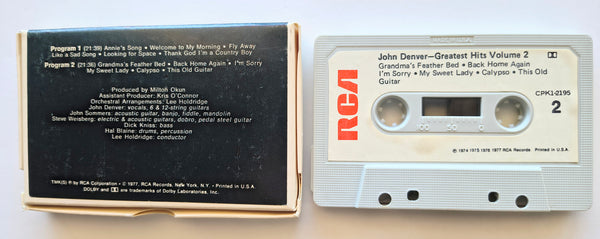 Program 1 (21:39) Annie's Song • Welcome to My Morning • Fly Away
Like a Sad Song • Looking for Space • Thank God I'm a Country Boy
Program 2 (21:36) Grandma's Feather Bed • Back Home Again • I'm Sorry
My Sweet Lady • Calypso • This Old Guitar
Produced by Milton Okun
Assistant Producer: Kris O'Connor
Orchestral Arrangements: Lee Holdridge
John Denver: vocals, 6 & 12-string guitars
John Sommers: acoustic guitar, banjo, fiddle, mandolin
Steve Weisberg: electric & acoustic guitars, dobro, pedal steel guitar
Dick Kniss: bass
Hal Blaine: drums, percussion
Lee Holdridge: conductor
TMK(S) ® by RCA Corporation • © 1977, RCA Records, New York, N.Y. • Printed in U.S.A.
DOLBY and are trademarks of Dolby Laboratories, Inc.
RCA
John Denver—Greatest Hits Volume 2
Grandma's Feather Bed • Back Home Again
I'm Sorry • My Sweet Lady • Calypso • This Old
Guitar
CPK1-2195
2
100 50 0
℗ 1974 1975 1976 1977 RCA Records • Printed in U.S.A.